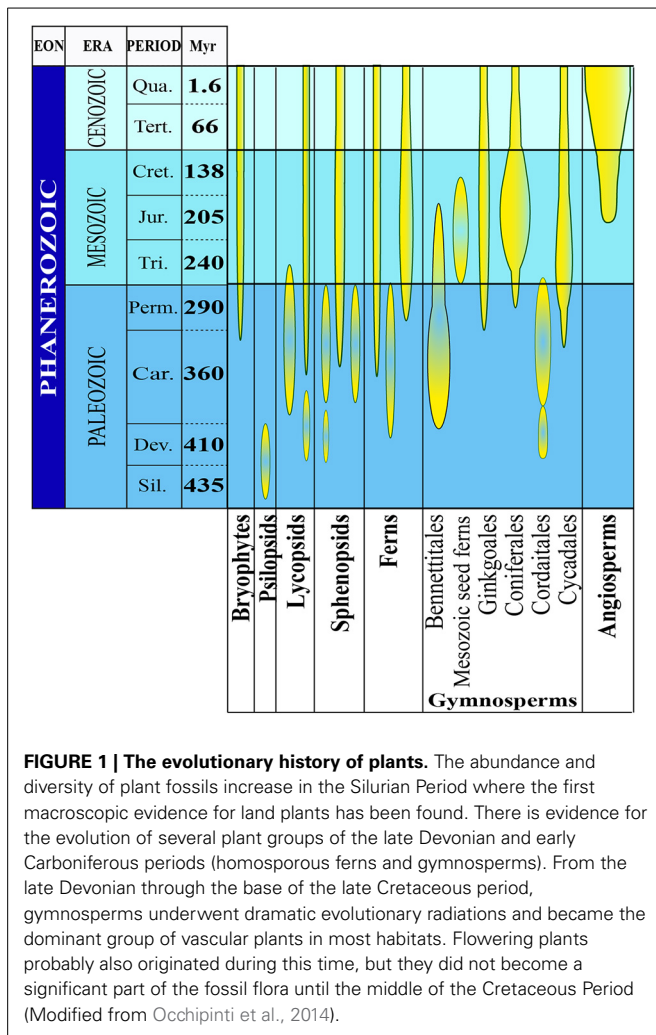 EON ERA PERIOD Myr
PHANEROZOIC
CENOZOIC
Qua. 1.6
Tert. 66
MESOZOIC
Cret. 138
Jur. 205
Tri. 240
PALEOZOIC
Perm. 290
Car. 360
Dev. 410
Sil. 435
Bryophytes
Psilopsids
Lycopsids
Sphenopsids
Ferns
Bennettitales
Mesozoic seed ferns
Ginkgoales
Coniferales
Cordaitales
Cycadales
Angiosperms
Gymnosperms
FIGURE 1 | The evolutionary history of plants. The abundance and
diversity of plant fossils increase in the Silurian Period where the first
macroscopic evidence for land plants has been found. There is evidence for
the evolution of several plant groups of the late Devonian and early
Carboniferous periods (homosporous ferns and gymnosperms). From the
late Devonian through the base of the late Cretaceous period,
gymnosperms underwent dramatic evolutionary radiations and became the
dominant group of vascular plants in most habitats. Flowering plants
probably also originated during this time, but they did not become a
significant part of the fossil flora until the middle of the Cretaceous Period
(Modified from Occhipinti et al., 2014).